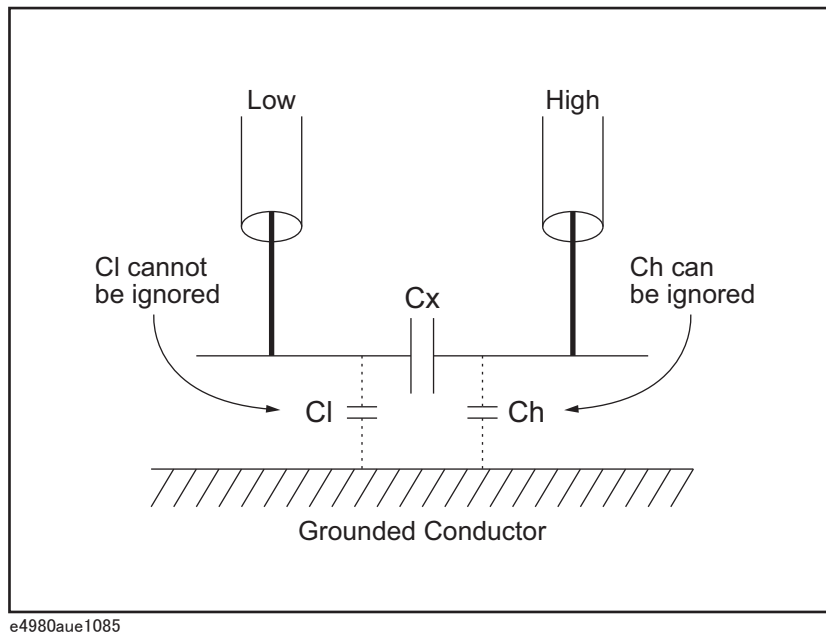 Low
High
Cl cannot
be ignored
Cx
Ch can
be ignored
Cl
Ch
Grounded Conductor
e4980aue1085